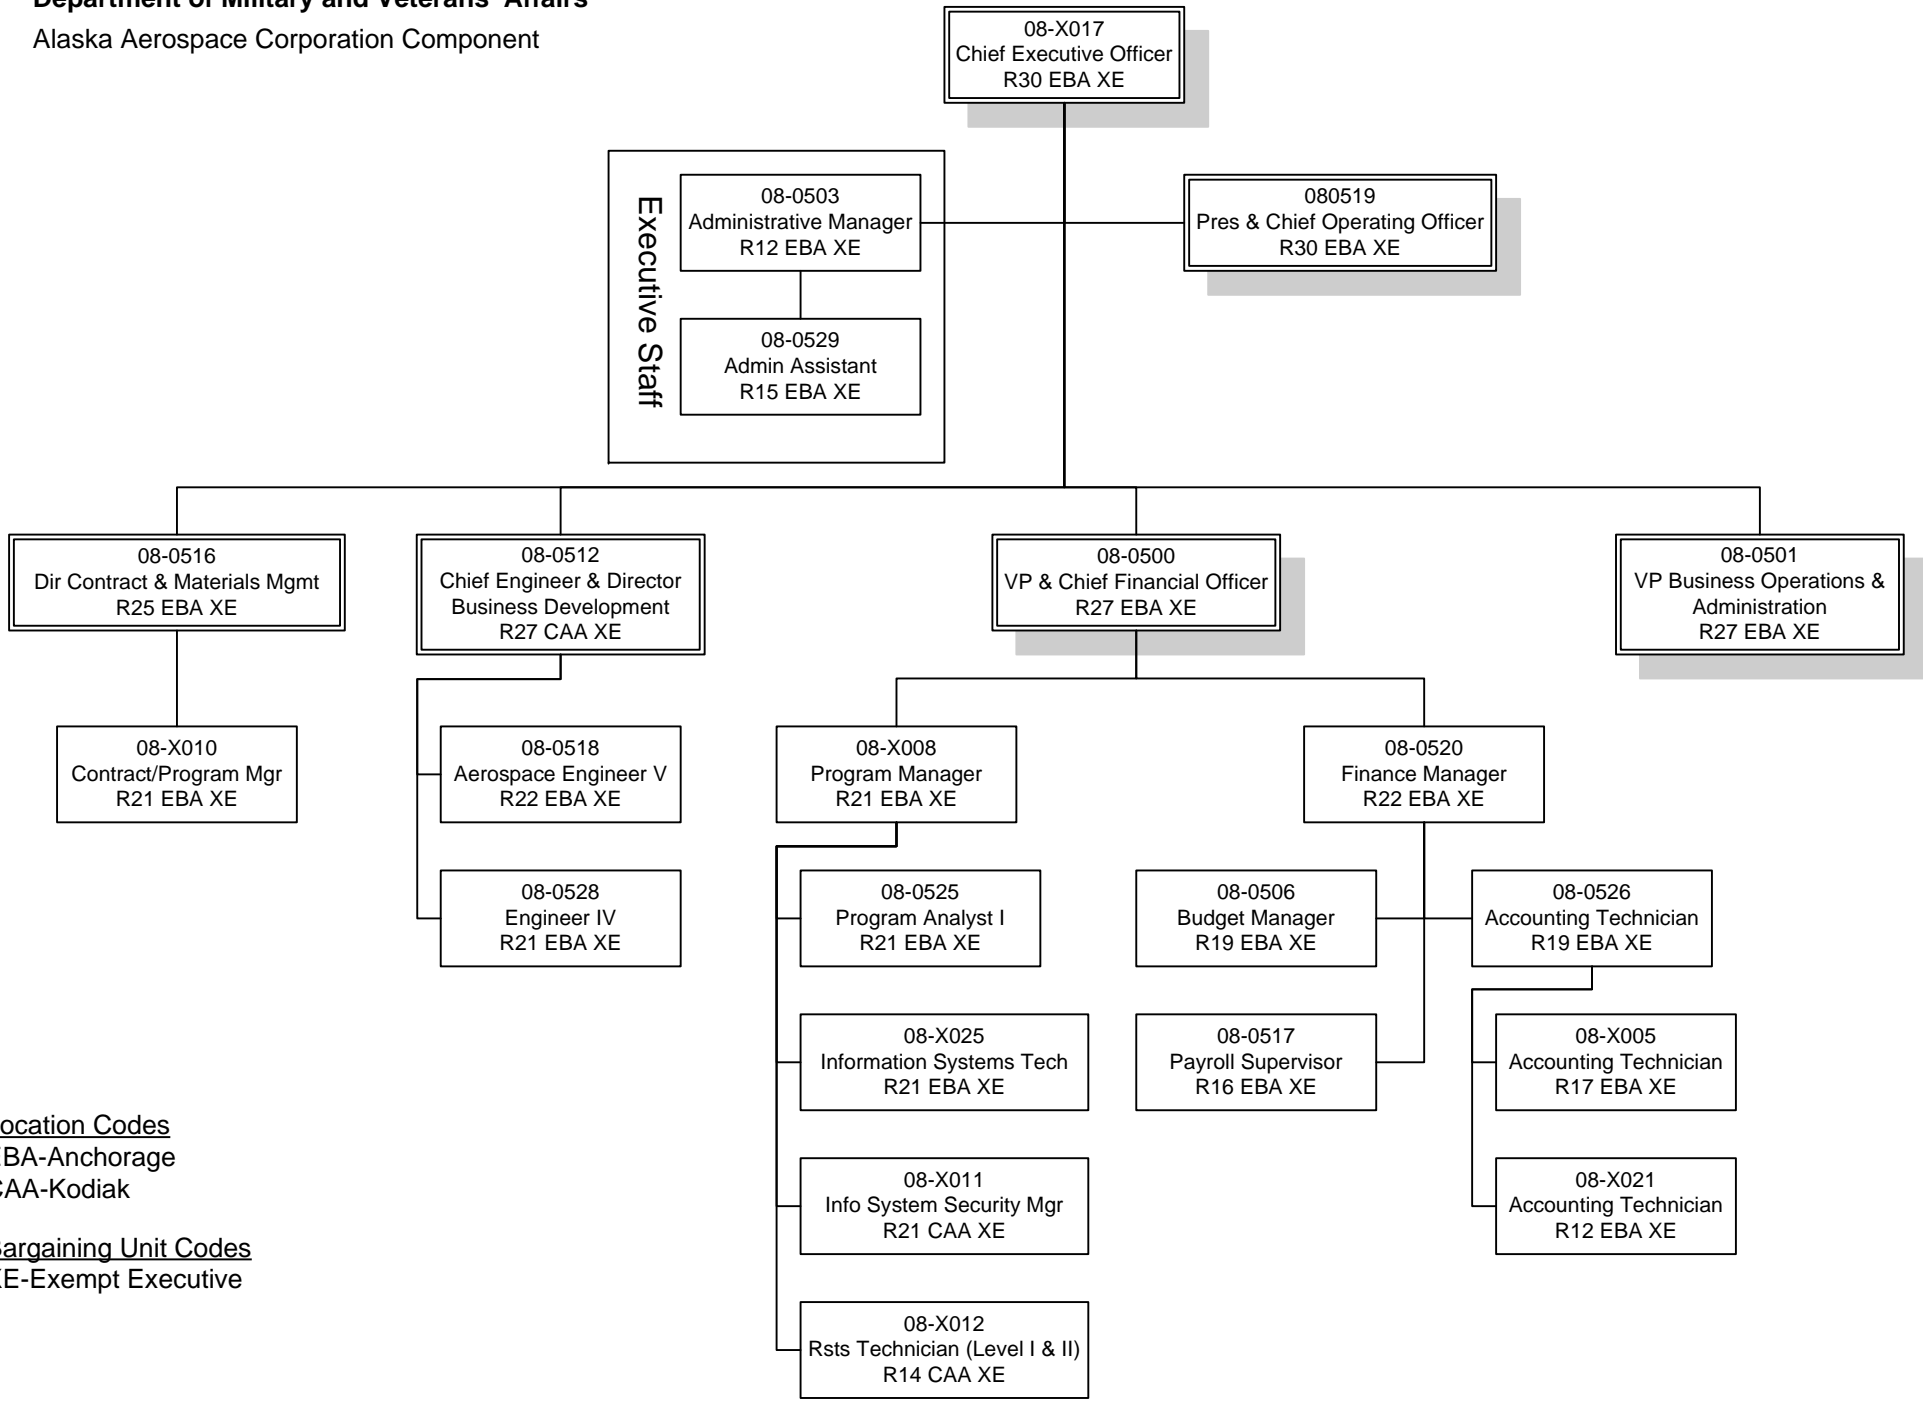 Department of Military and Veterans' Affairs
Alaska Aerospace Corporation Component
08-X017
Chief Executive Officer
R30 EBA XE
Executive Staff
08-0503
Administrative Manager
R12 EBA XE
080519
Pres & Chief Operating Officer
R30 EBA XE
08-0529
Admin Assistant
R15 EBA XE
08-0516
Dir Contract & Materials Mgmt
R25 EBA XE
08-0512
Chief Engineer & Director
Business Development
R27 CAA XE
08-0500
VP & Chief Financial Officer
R27 EBA XE
08-0501
VP Business Operations &
Administration
R27 EBA XE
08-X010
Contract/Program Mgr
R21 EBA XE
08-0518
Aerospace Engineer V
R22 EBA XE
08-X008
Program Manager
R21 EBA XE
08-0520
Finance Manager
R22 EBA XE
08-0528
Engineer IV
R21 EBA XE
08-0525
Program Analyst I
R21 EBA XE
08-0506
Budget Manager
R19 EBA XE
08-0526
Accounting Technician
R19 EBA XE
08-X025
Information Systems Tech
R21 EBA XE
08-0517
Payroll Supervisor
R16 EBA XE
08-X005
Accounting Technician
R17 EBA XE
08-X011
Info System Security Mgr
R21 CAA XE
08-X021
Accounting Technician
R12 EBA XE
08-X012
Rsts Technician (Level I & II)
R14 CAA XE
ocation Codes
EBA-Anchorage
CAA-Kodiak
Bargaining Unit Codes
XE-Exempt Executive